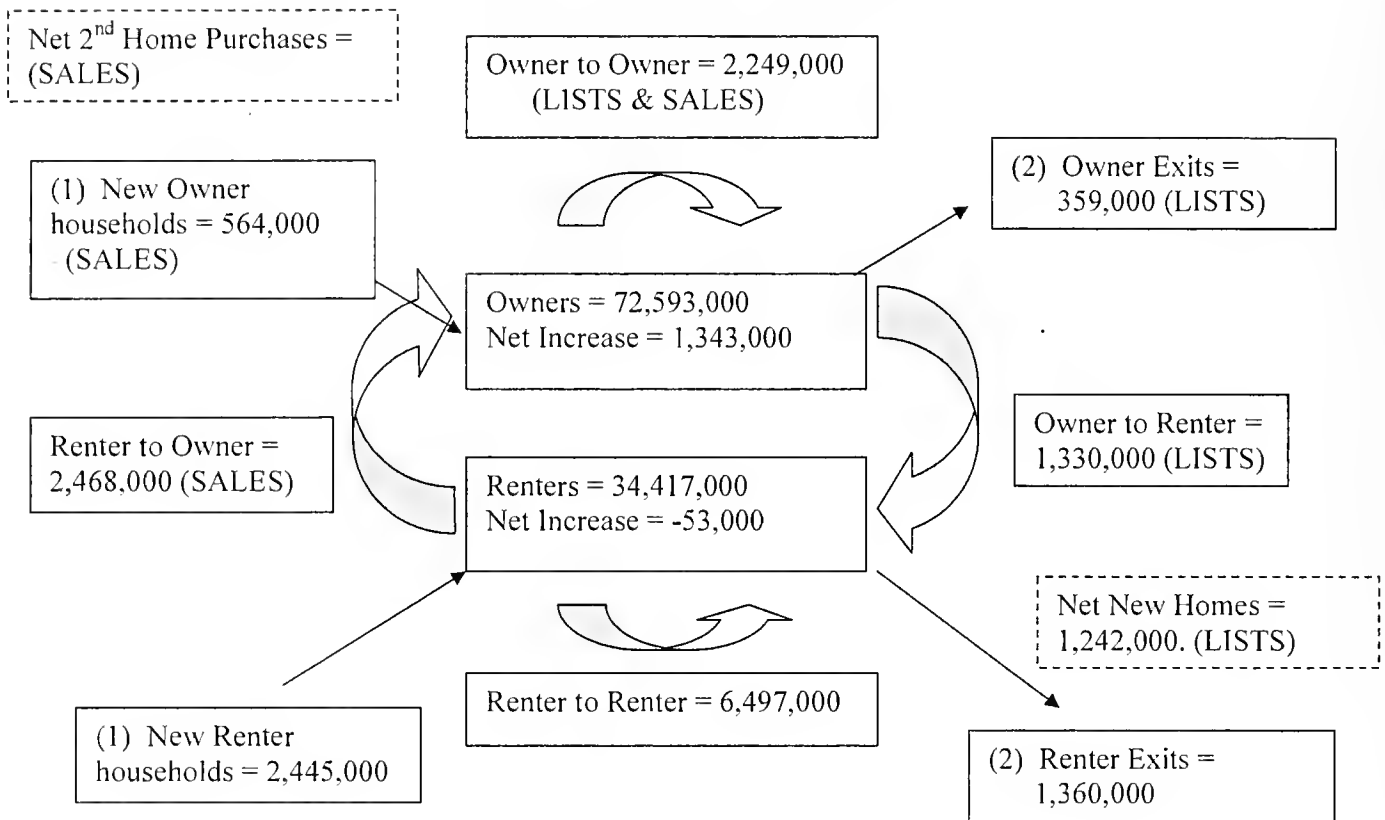 Net 2nd Home Purchases =
(SALES)
Owner to Owner = 2,249,000
(LISTS & SALES)
(1) New Owner
households = 564,000
(SALES)
(2) Owner Exits =
359,000 (LISTS)
Owners = 72,593,000
Net Increase = 1,343,000
Renter to Owner =
2,468,000 (SALES)
Owner to Renter =
1,330,000 (LISTS)
Renters = 34,417,000
Net Increase = -53,000
Net New Homes =
1,242,000. (LISTS)
Renter to Renter = 6,497,000
(1) New Renter
households = 2,445,000
(2) Renter Exits =
1,360,000